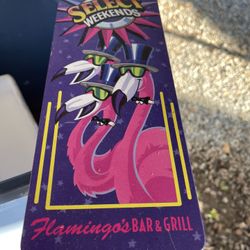 SELECT
WEEKENDS
Flamingo's BAR & GRILL